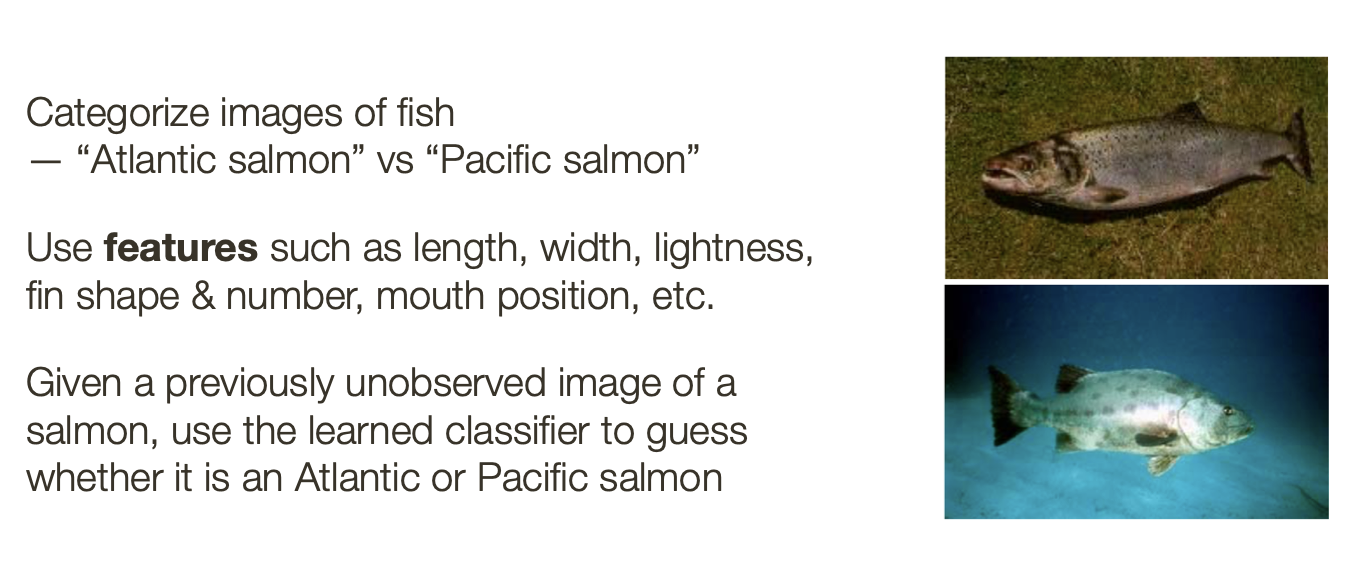 Categorize images of fish
— “Atlantic salmon” vs “Pacific salmon”
Use features such as length, width, lightness,
fin shape & number, mouth position, etc.
Given a previously unobserved image of a
salmon, use the learned classifier to guess
whether it is an Atlantic or Pacific salmon